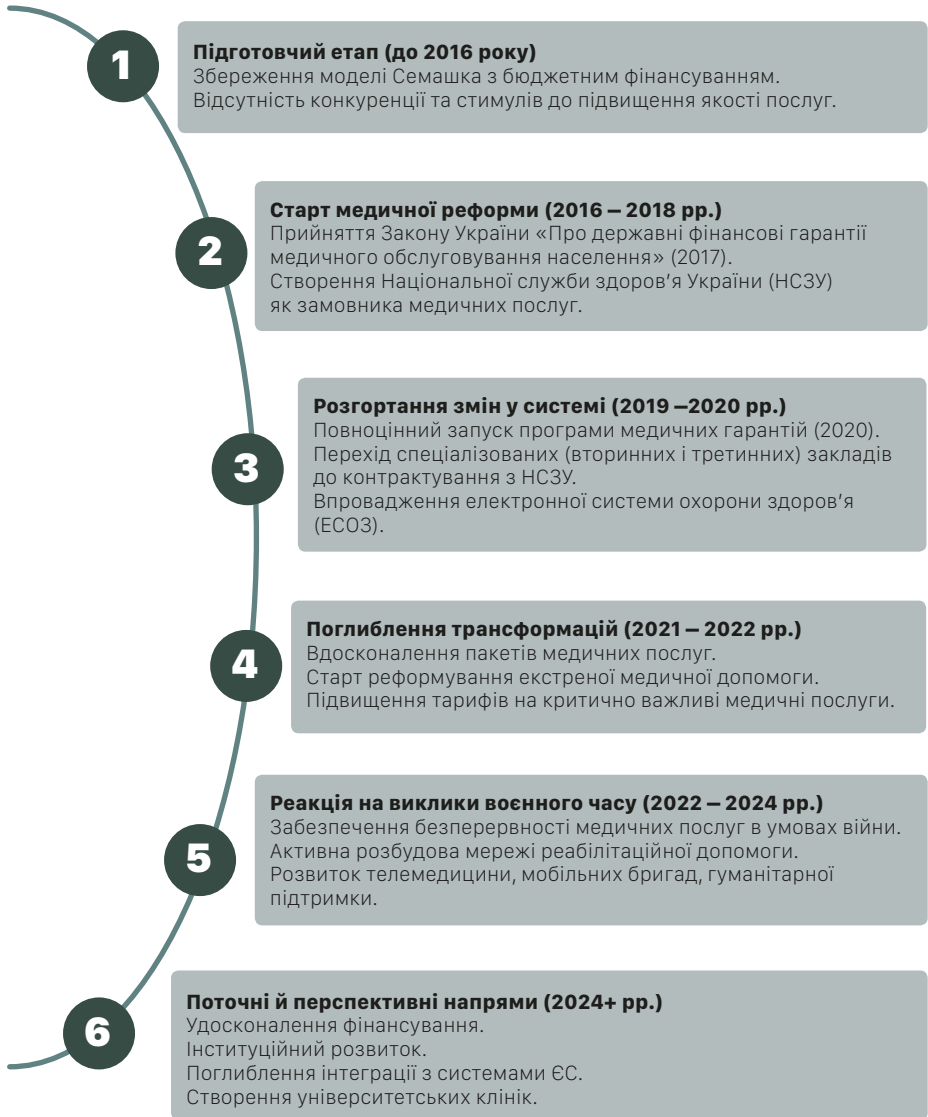 1
Підготовчий етап (до 2016 року)
Збереження моделі Семашка з бюджетним фінансуванням.
Відсутність конкуренції та стимулів до підвищення якості послуг.
2
Старт медичної реформи (2016 – 2018 рр.)
Прийняття Закону України «Про державні фінансові гарантії
медичного обслуговування населення» (2017).
Створення Національної служби здоров’я України (НСЗУ)
як замовника медичних послуг.
3
Розгортання змін у системі (2019 –2020 рр.)
Повноцінний запуск програми медичних гарантій (2020).
Перехід спеціалізованих (вторинних і третинних) закладів
до контрактування з НСЗУ.
Впровадження електронної системи охорони здоров’я
(ЕСОЗ).
4
Поглиблення трансформацій (2021 – 2022 рр.)
Вдосконалення пакетів медичних послуг.
Старт реформування екстреної медичної допомоги.
Підвищення тарифів на критично важливі медичні послуги.
5
Реакція на виклики воєнного часу (2022 – 2024 рр.)
Забезпечення безперервності медичних послуг в умовах війни.
Активна розбудова мережі реабілітаційної допомоги.
Розвиток телемедицини, мобільних бригад, гуманітарної
підтримки.
6
Поточні й перспективні напрями (2024+ рр.)
Удосконалення фінансування.
Інституційний розвиток.
Поглиблення інтеграції з системами ЄС.
Створення університетських клінік.